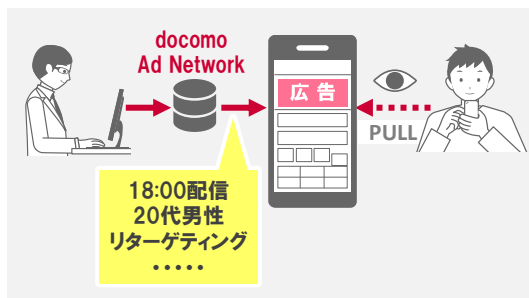 docomo
Ad Network
広告
PULL
18:00配信
20代男性
リターゲティング
・・・・・